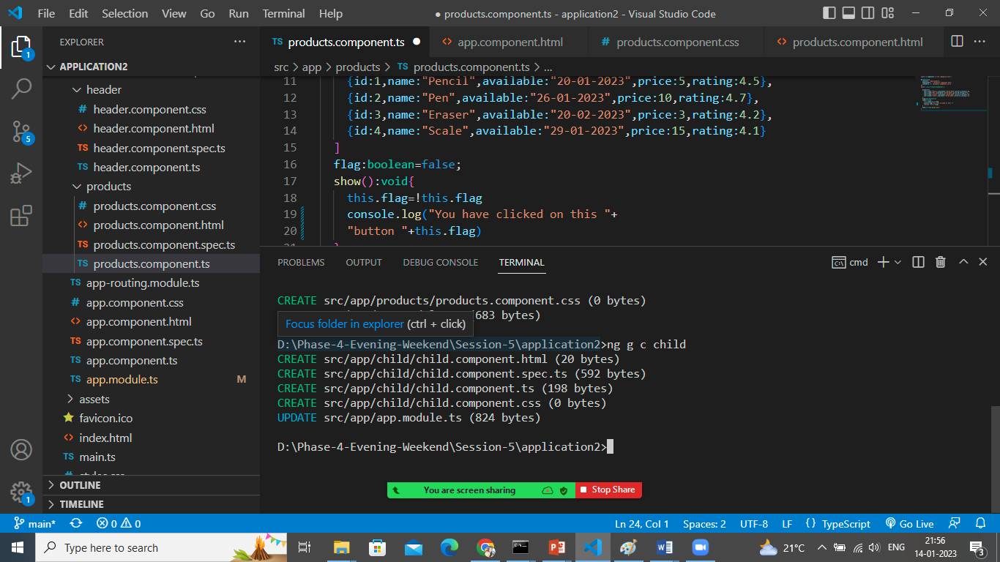 File Edit Selection View Go Run Terminal Help
● products.component.ts - application2 - Visual Studio Code
EXPLORER
APPLICATION2
header
# header.component.css
<> header.component.html
TS header.component.spec.ts
TS header.component.ts
products
# products.component.css
<> products.component.html
TS products.component.spec.ts
TS products.component.ts
TS app-routing.module.ts
# app.component.css
<> app.component.html
TS app.component.spec.ts
TS app.component.ts
TS app.module.ts M
assets
favicon.ico
<> index.html
TS main.ts
OUTLINE
TIMELINE
1
5
1
TS products.component.ts ● <> app.component.html # products.component.css <> products.component.html
src > app > products > TS products.component.ts > ...
11 {id:1,name:"Pencil",available:"20-01-2023",price:5,rating:4.5},
12 {id:2,name:"Pen",available:"26-01-2023",price:10,rating:4.7},
13 {id:3,name:"Eraser",available:"20-02-2023",price:3,rating:4.2},
14 {id:4,name:"Scale",available:"29-01-2023",price:15,rating:4.1}
15 ]
16 flag:boolean=false;
17 show():void{
18 this.flag=!this.flag
19 console.log("You have clicked on this "+
20 "button "+this.flag)
PROBLEMS OUTPUT DEBUG CONSOLE TERMINAL
cmd
CREATE src/app/products/products.component.css (0 bytes)
(683 bytes)
Focus folder in explorer (ctrl + click)
D:\Phase-4-Evening-Weekend\Session-5\application2>ng g c child
CREATE src/app/child/child.component.html (20 bytes)
CREATE src/app/child/child.component.spec.ts (592 bytes)
CREATE src/app/child/child.component.ts (198 bytes)
CREATE src/app/child/child.component.css (0 bytes)
UPDATE src/app/app.module.ts (824 bytes)
D:\Phase-4-Evening-Weekend\Session-5\application2>
You are screen sharing Stop Share
main* 0 0
Ln 24, Col 1 Spaces: 2 UTF-8 LF {} TypeScript Go Live
Type here to search
21°C
ENG
21:56
14-01-2023
3